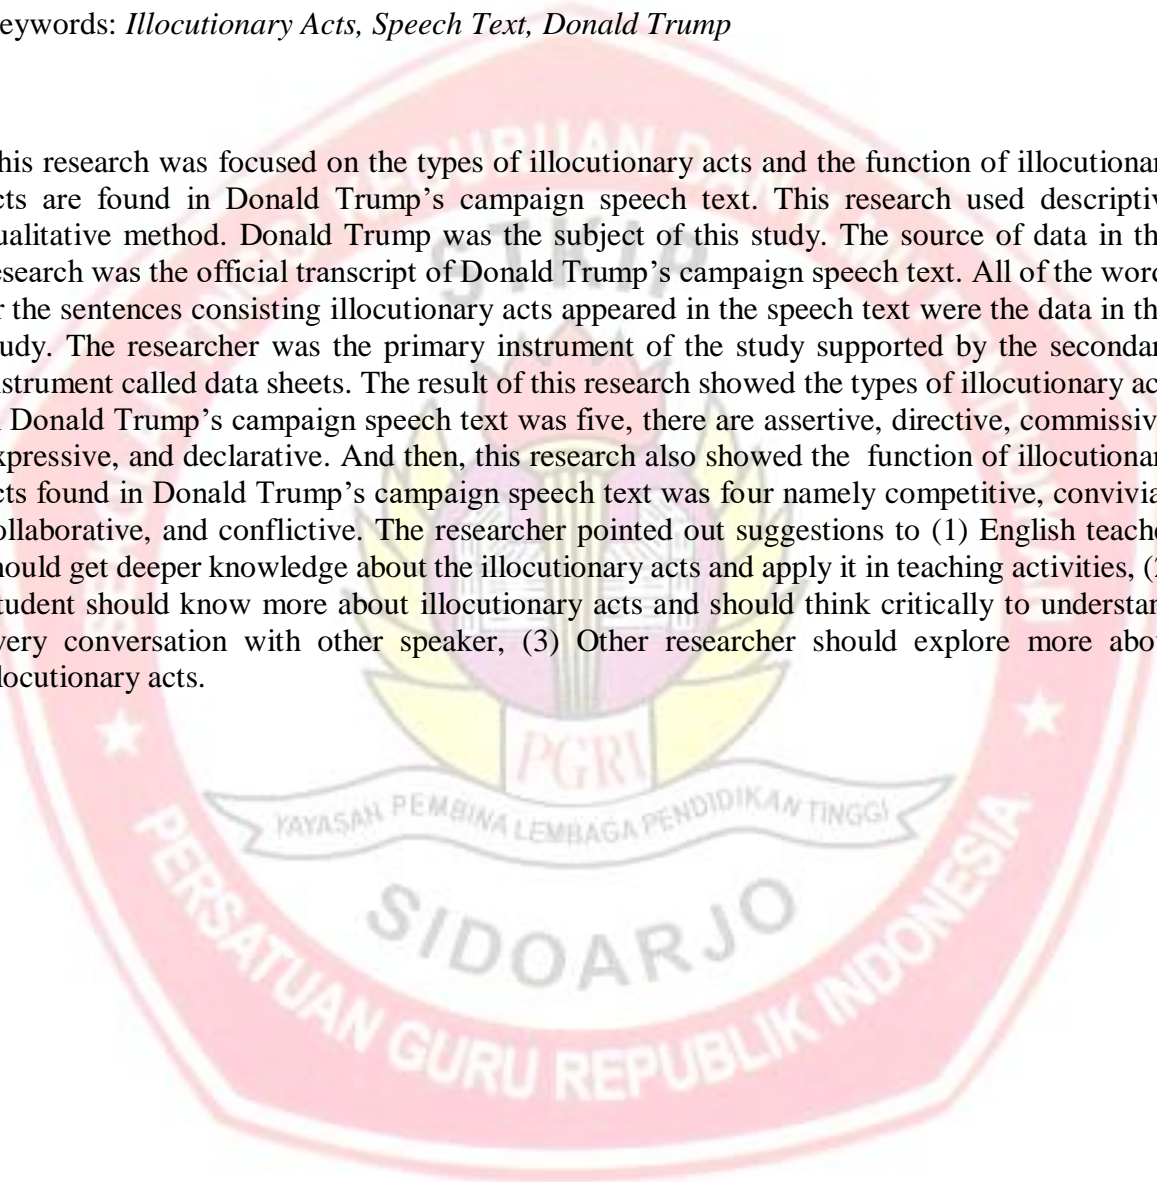 eywords: Illocutionary Acts, Speech Text, Donald Trump
his research was focused on the types of illocutionary acts and the function of illocutionar
cts are found in Donald Trump’s campaign speech text. This research used descriptiv
ualitative method. Donald Trump was the subject of this study. The source of data in th
esearch was the official transcript of Donald Trump’s campaign speech text. All of the word
r the sentences consisting illocutionary acts appeared in the speech text were the data in th
udy. The researcher was the primary instrument of the study supported by the secondar
nstrument called data sheets. The result of this research showed the types of illocutionary ac
Donald Trump’s campaign speech text was five, there are assertive, directive, commissiv
xpressive, and declarative. And then, this research also showed the function of illocutionar
cts found in Donald Trump’s campaign speech text was four namely competitive, convivia
ollaborative, and conflictive. The researcher pointed out suggestions to (1) English teache
hould get deeper knowledge about the illocutionary acts and apply it in teaching activities, (2
tudent should know more about illocutionary acts and should think critically to understan
very conversation with other speaker, (3) Other researcher should explore more abou
locutionary acts.
STKIP
PGRI
YAYASAN PEMBINA LEMBAGA PENDIDIKAN TINGGI
SIDOARJO
PERSATUAN GURU REPUBLIK INDONESIA